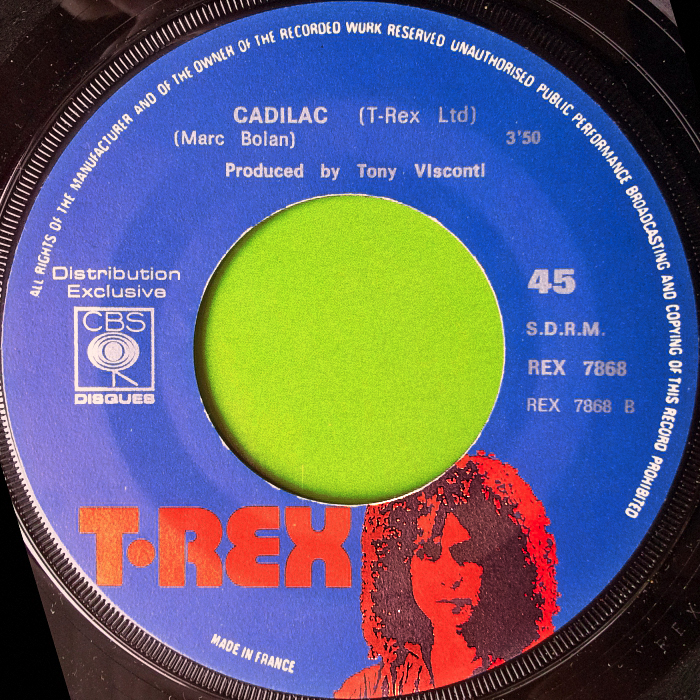 ALL RIGHTS OF THE MANUFACTURER AND OF THE OWNER OF THE RECORDED WORK RESERVED UNAUTHORISED PUBLIC PERFORMANCE BROADCASTING AND COPYING OF THIS RECORD PROHIBITED
CADILAC (T-Rex Ltd)
(Marc Bolan) 3'50
Produced by Tony Visconti
Distribution
Exclusive
CBS
DISQUES
45
S.D.R.M.
REX 7868
REX 7868 B
T·REX
MADE IN FRANCE